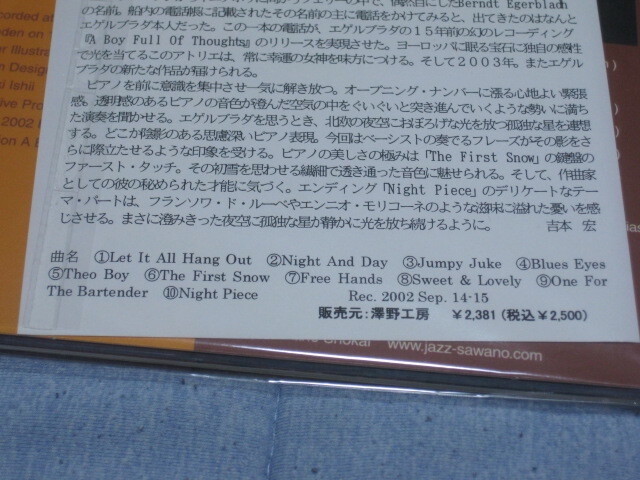 Berndt Egerblach
の名前。船内の電話帳に記載されたその名前の主に電話をかけてみると、出てきたのはなんと
エゲルブラダ本人だった。この一本の電話が、エゲルブラダの15年前の幻のレコーディング
『A Boy Full Of Thoughts』のリリースを実現させた。ヨーロッパに眠る宝石に独自の感性
で光を当てるこのアトリエは、常に幸運の女神を味方につける。そして2003年。またエゲル
ブラダの新たな作品が届けられる。
ピアノを前に意識を集中させ一気に解き放つ。オープニング・ナンバーに漲る心地よい緊張
感。透明感のあるピアノの音色が澄んだ空気の中をぐいぐいと突き進んでいくような勢いに満ち
た演奏を聞かせる。エゲルブラダを思うとき、北欧の夜空におぼろげな光を放つ孤独な星を連想
する。どこか陰影のある思慮深いピアノ表現。今回はベーシストの奏でるフレーズがその影をさ
らに際立たせるような印象を受ける。ピアノの美しさの極みは「The First Snow」の鍵盤の
ファースト・タッチ。その初雪を思わせる繊細で透き通った音色に魅せられる。そして、作曲家
としての彼の秘められた才能に気づく。エンディング「Night Piece」のデリケートなテー
マ・パートは、フランソワ・ド・ルーベやエンニオ・モリコーネのような滋味に溢れた憂いを感
じさせる。まさに澄みきった夜空に孤独な星が静かに光を放ち続けるように。 吉本 宏
曲名 ①Let It All Hang Out ②Night And Day ③Jumpy Juke ④Blues Eyes
⑤Theo Boy ⑥The First Snow ⑦Free Hands ⑧Sweet & Lovely ⑨One For
The Bartender ⑩Night Piece Rec. 2002 Sep. 14-15
販売元：澤野工房 ￥2,381（税込￥2,500）
www.jazz-sawano.com